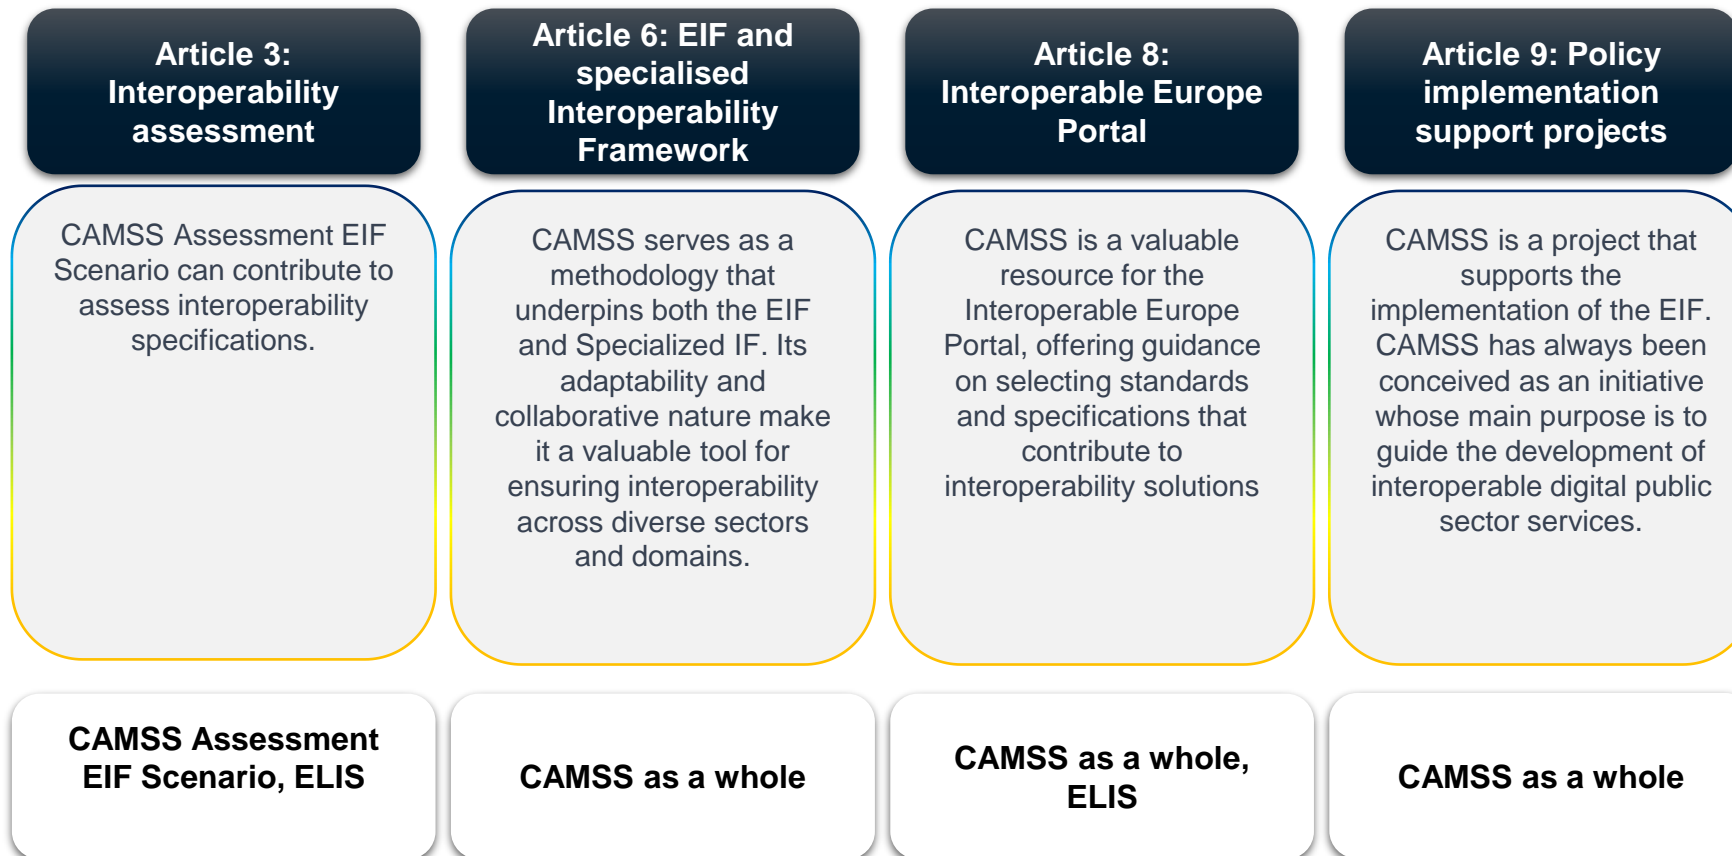 Article 3:
Interoperability
assessment
CAMSS Assessment EIF
Scenario can contribute to
assess interoperability
specifications.
CAMSS Assessment
EIF Scenario, ELIS
Article 6: EIF and
specialised
Interoperability
Framework
CAMSS serves as a
methodology that
underpins both the EIF
and Specialized IF. Its
adaptability and
collaborative nature make
it a valuable tool for
ensuring interoperability
across diverse sectors
and domains.
CAMSS as a whole
Article 8:
Interoperable Europe
Portal
CAMSS is a valuable
resource for the
Interoperable Europe
Portal, offering guidance
on selecting standards
and specifications that
contribute to
interoperability solutions
CAMSS as a whole,
ELIS
Article 9: Policy
implementation
support projects
CAMSS is a project that
supports the
implementation of the EIF.
CAMSS has always been
conceived as an initiative
whose main purpose is to
guide the development of
interoperable digital public
sector services.
CAMSS as a whole